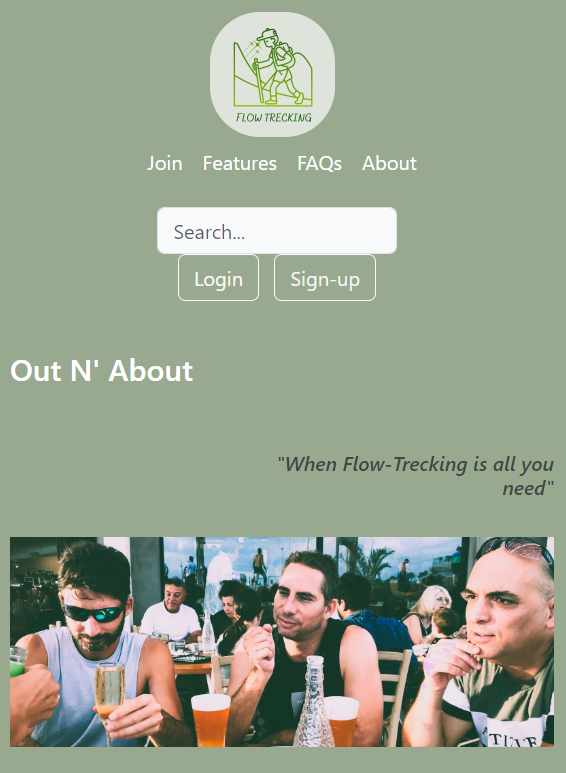 FLOW TRECKING
Join Features FAQs About
Search...
Login Sign-up
Out N' About
"When Flow-Trecking is all you
need"